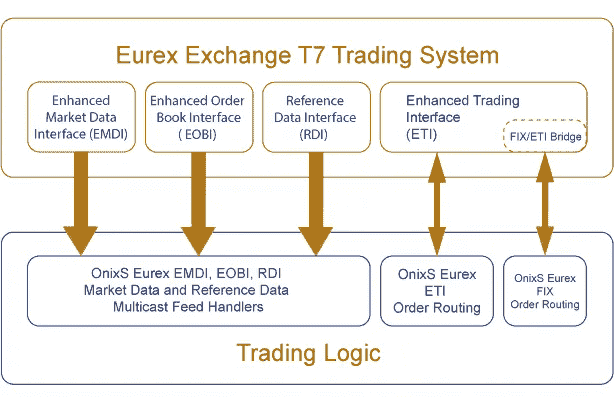 Eurex Exchange T7 Trading System
Enhanced
Market Data
Interface (EMDI)
Enhanced Order
Book Interface
( EOBI)
Reference
Data Interface
(RDI)
Enhanced Trading
Interface
(ETI)
FIX/ETI Bridge
OnixS Eurex EMDI, EOBI, RDI
Market Data and Reference Data
Multicast Feed Handlers
OnixS Eurex
ETI
Order Routing
OnixS Eurex
FIX
Order Routing
Trading Logic